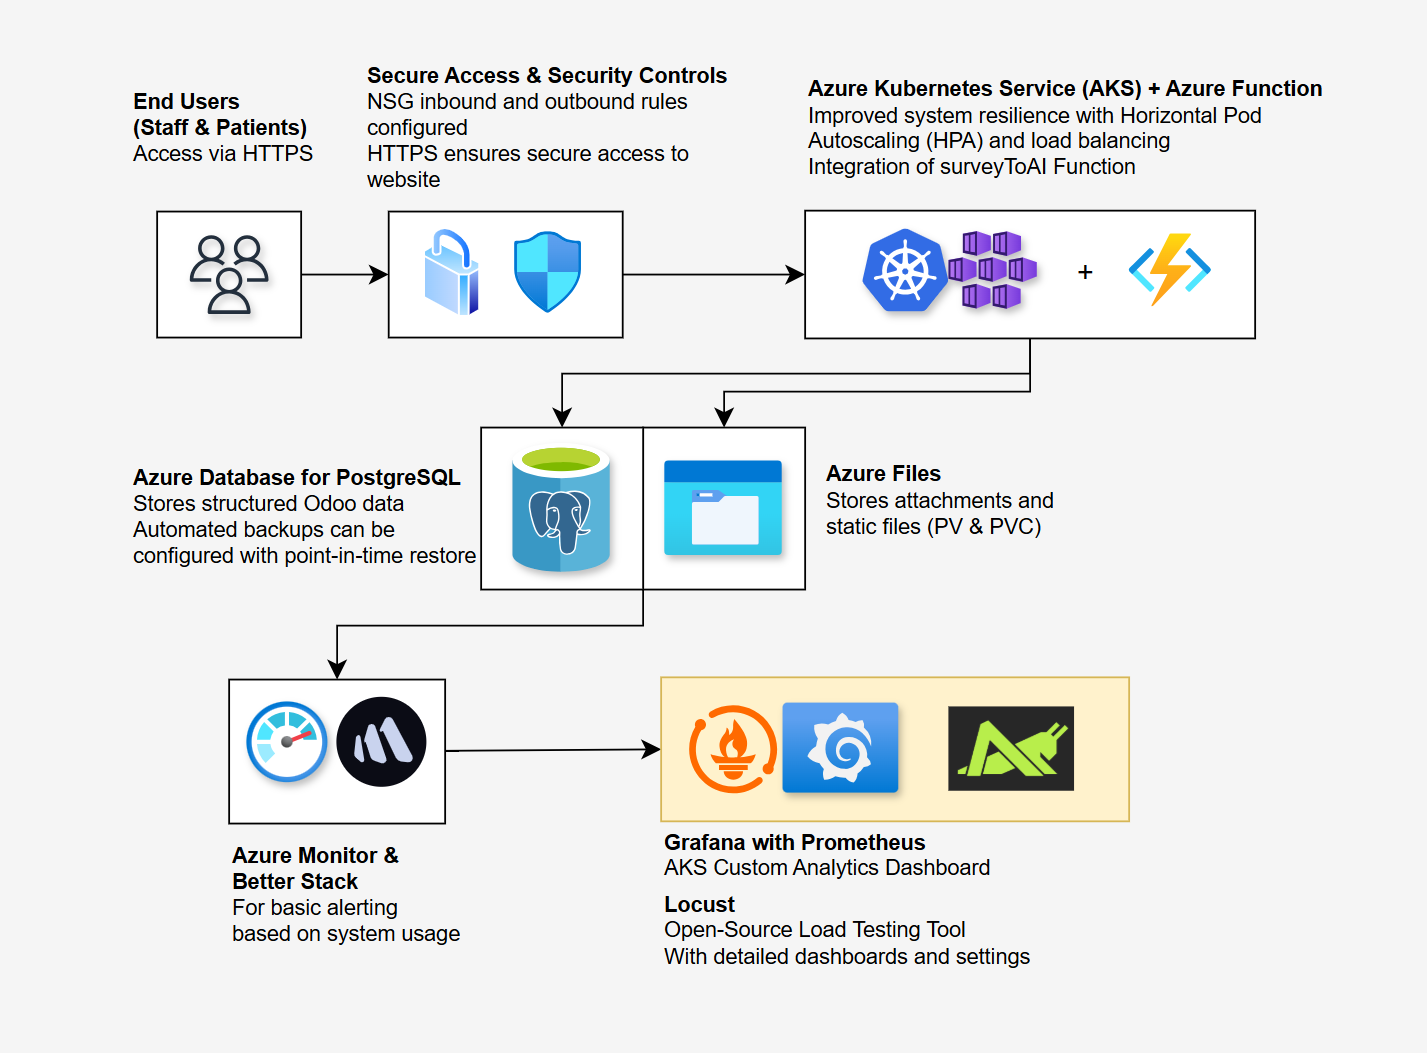 End Users
(Staff & Patients)
Access via HTTPS
Secure Access & Security Controls
NSG inbound and outbound rules
configured
HTTPS ensures secure access to
website
Azure Kubernetes Service (AKS) + Azure Function
Improved system resilience with Horizontal Pod
Autoscaling (HPA) and load balancing
Integration of surveyToAI Function
+
Azure Database for PostgreSQL
Stores structured Odoo data
Automated backups can be
configured with point-in-time restore
Azure Files
Stores attachments and
static files (PV & PVC)
Azure Monitor &
Better Stack
For basic alerting
based on system usage
Grafana with Prometheus
AKS Custom Analytics Dashboard
Locust
Open-Source Load Testing Tool
With detailed dashboards and settings